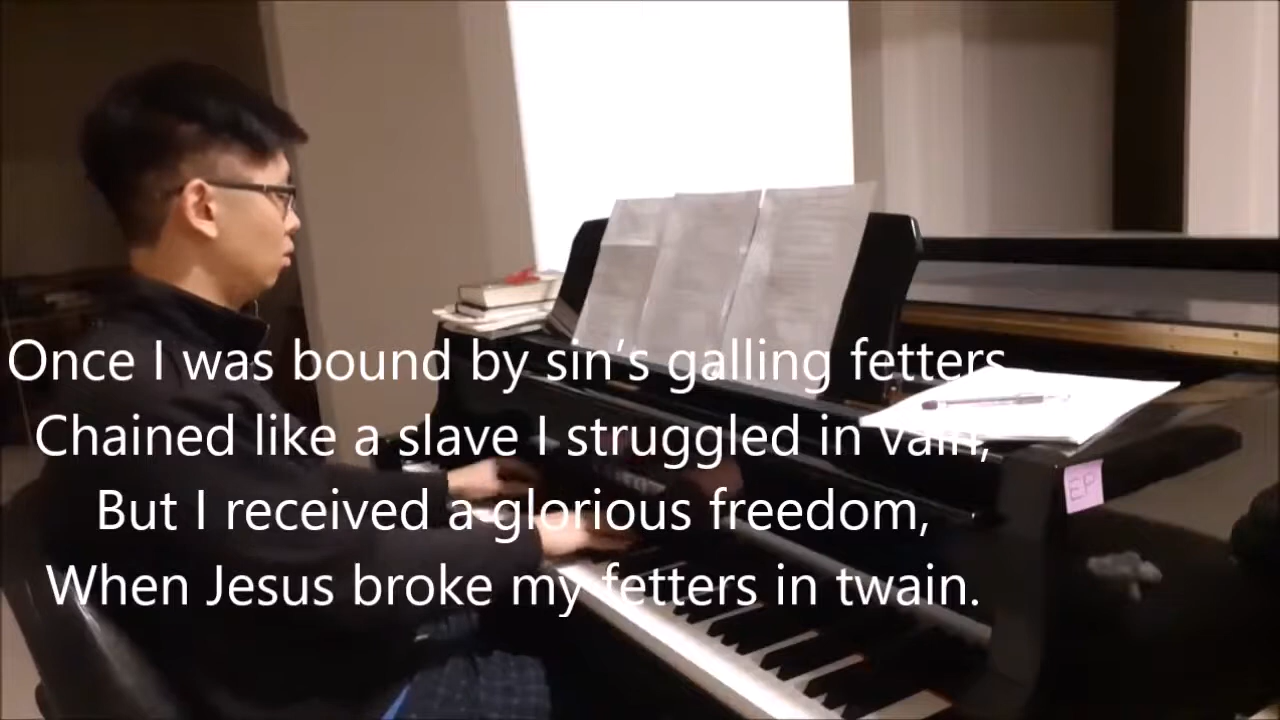 Once I was bound by sin’s galling fetters
Chained like a slave I struggled in vain,
But I received a glorious freedom,
When Jesus broke my fetters in twain.
EP